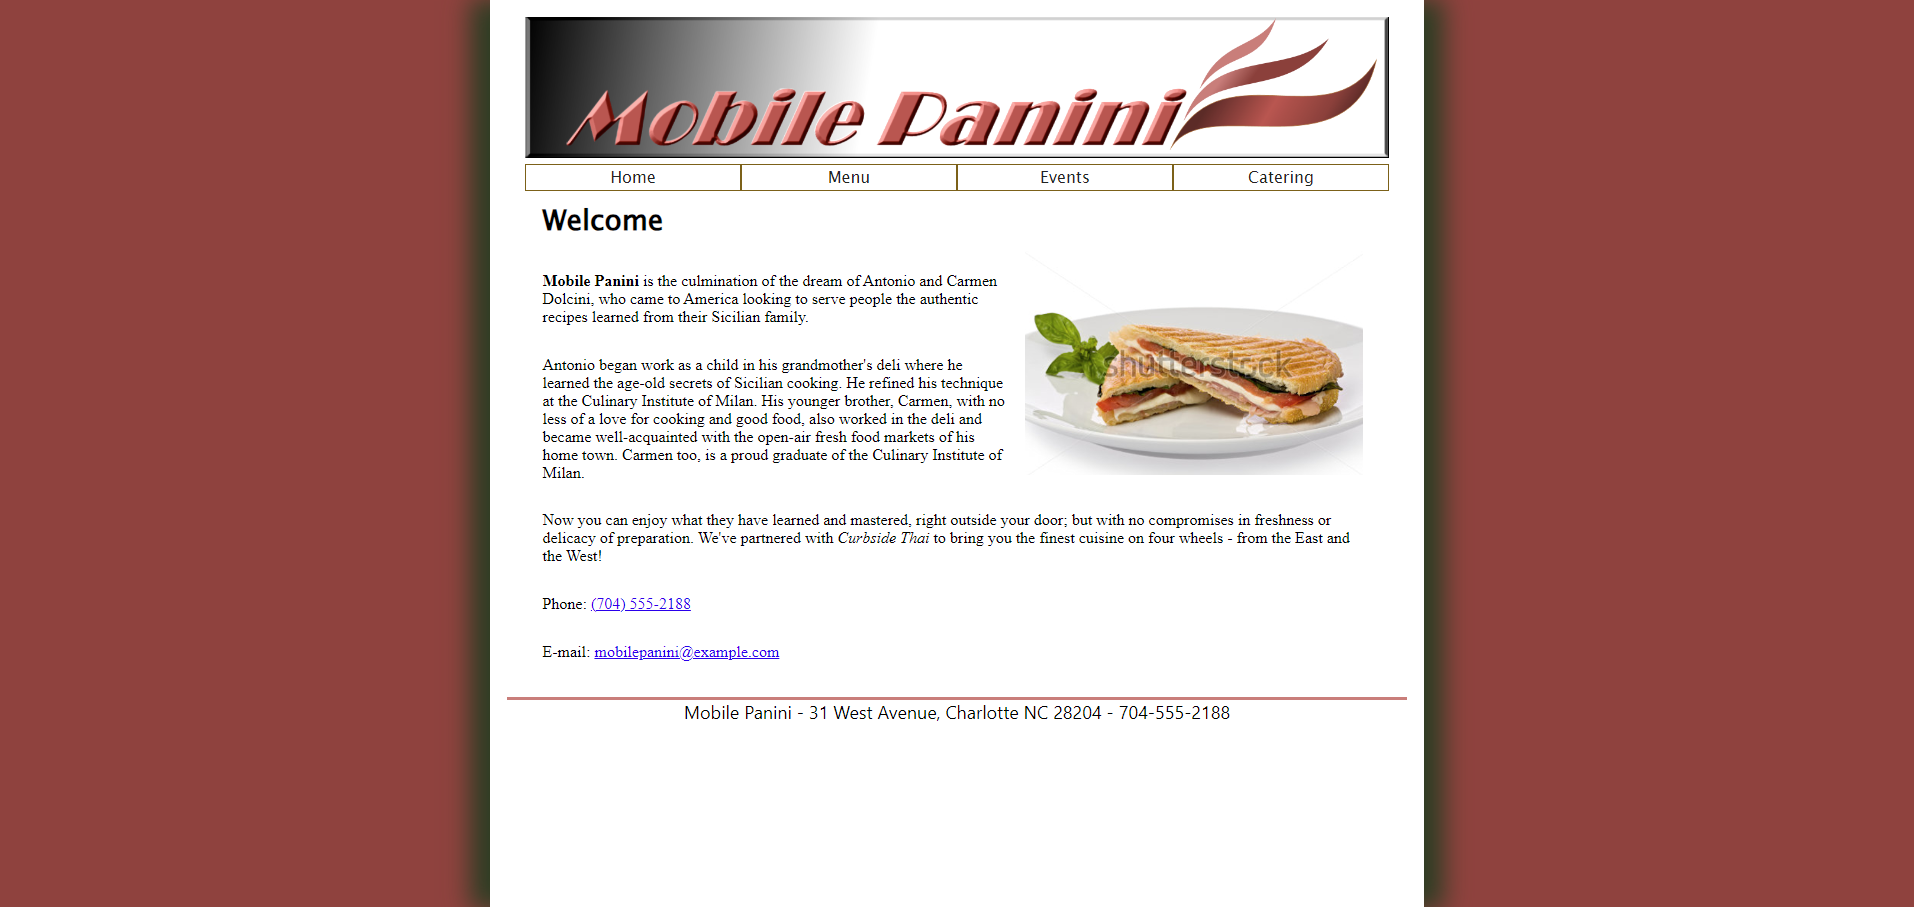 Mobile Panini
Home Menu Events Catering
Welcome
Mobile Panini is the culmination of the dream of Antonio and Carmen
Dolcini, who came to America looking to serve people the authentic
recipes learned from their Sicilian family.
shutterstock
Antonio began work as a child in his grandmother's deli where he
learned the age-old secrets of Sicilian cooking. He refined his technique
at the Culinary Institute of Milan. His younger brother, Carmen, with no
less of a love for cooking and good food, also worked in the deli and
became well-acquainted with the open-air fresh food markets of his
home town. Carmen too, is a proud graduate of the Culinary Institute of
Milan.
Now you can enjoy what they have learned and mastered, right outside your door; but with no compromises in freshness or
delicacy of preparation. We've partnered with Curbside Thai to bring you the finest cuisine on four wheels - from the East and
the West!
Phone: (704) 555-2188
E-mail: mobilepanini@example.com
Mobile Panini - 31 West Avenue, Charlotte NC 28204 - 704-555-2188